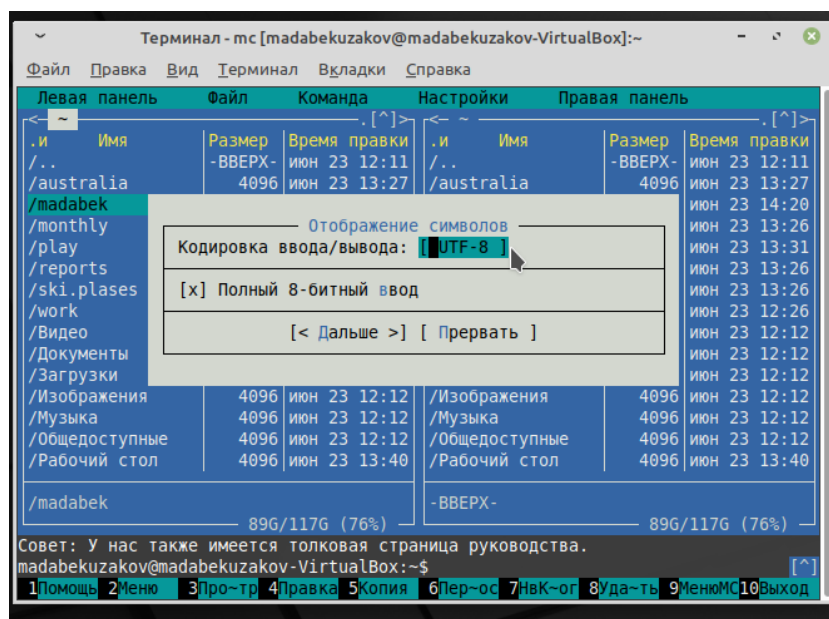 Терминал - mc [madabekuzakov@madabekuzakov-VirtualBox]:~
Файл Правка Вид Терминал Вкладки Справка
Левая панель Файл Команда Настройки Правая панель
<- ~ .[^]> <- ~ .[^]>
.и Имя Размер Время правки .и Имя Размер Время правки
/.. -ВВЕРХ- июн 23 12:11 /.. -ВВЕРХ- июн 23 12:11
/australia 4096 июн 23 13:27 /australia 4096 июн 23 13:27
/madabek июн 23 14:20
/monthly Отображение символов июн 23 13:26
/play Кодировка ввода/вывода: [ UTF-8 ] июн 23 13:31
/reports июн 23 13:26
/ski.plases [x] Полный 8-битный ввод июн 23 13:26
/work июн 23 12:26
/Видео [< Дальше >] [ Прервать ] июн 23 12:12
/Документы июн 23 12:12
/Загрузки июн 23 12:12
/Изображения 4096 июн 23 12:12 /Изображения 4096 июн 23 12:12
/Музыка 4096 июн 23 12:12 /Музыка 4096 июн 23 12:12
/Общедоступные 4096 июн 23 12:12 /Общедоступные 4096 июн 23 12:12
/Рабочий стол 4096 июн 23 13:40 /Рабочий стол 4096 июн 23 13:40
/madabek -ВВЕРХ-
89G/117G (76%) 89G/117G (76%)
Совет: У нас также имеется толковая страница руководства.
madabekuzakov@madabekuzakov-VirtualBox:~$ [^]
1Помощь 2Меню 3Про~тр 4Правка 5Копия 6Пер~ос 7НвК~ог 8Уда~ть 9МенюМС10Выход